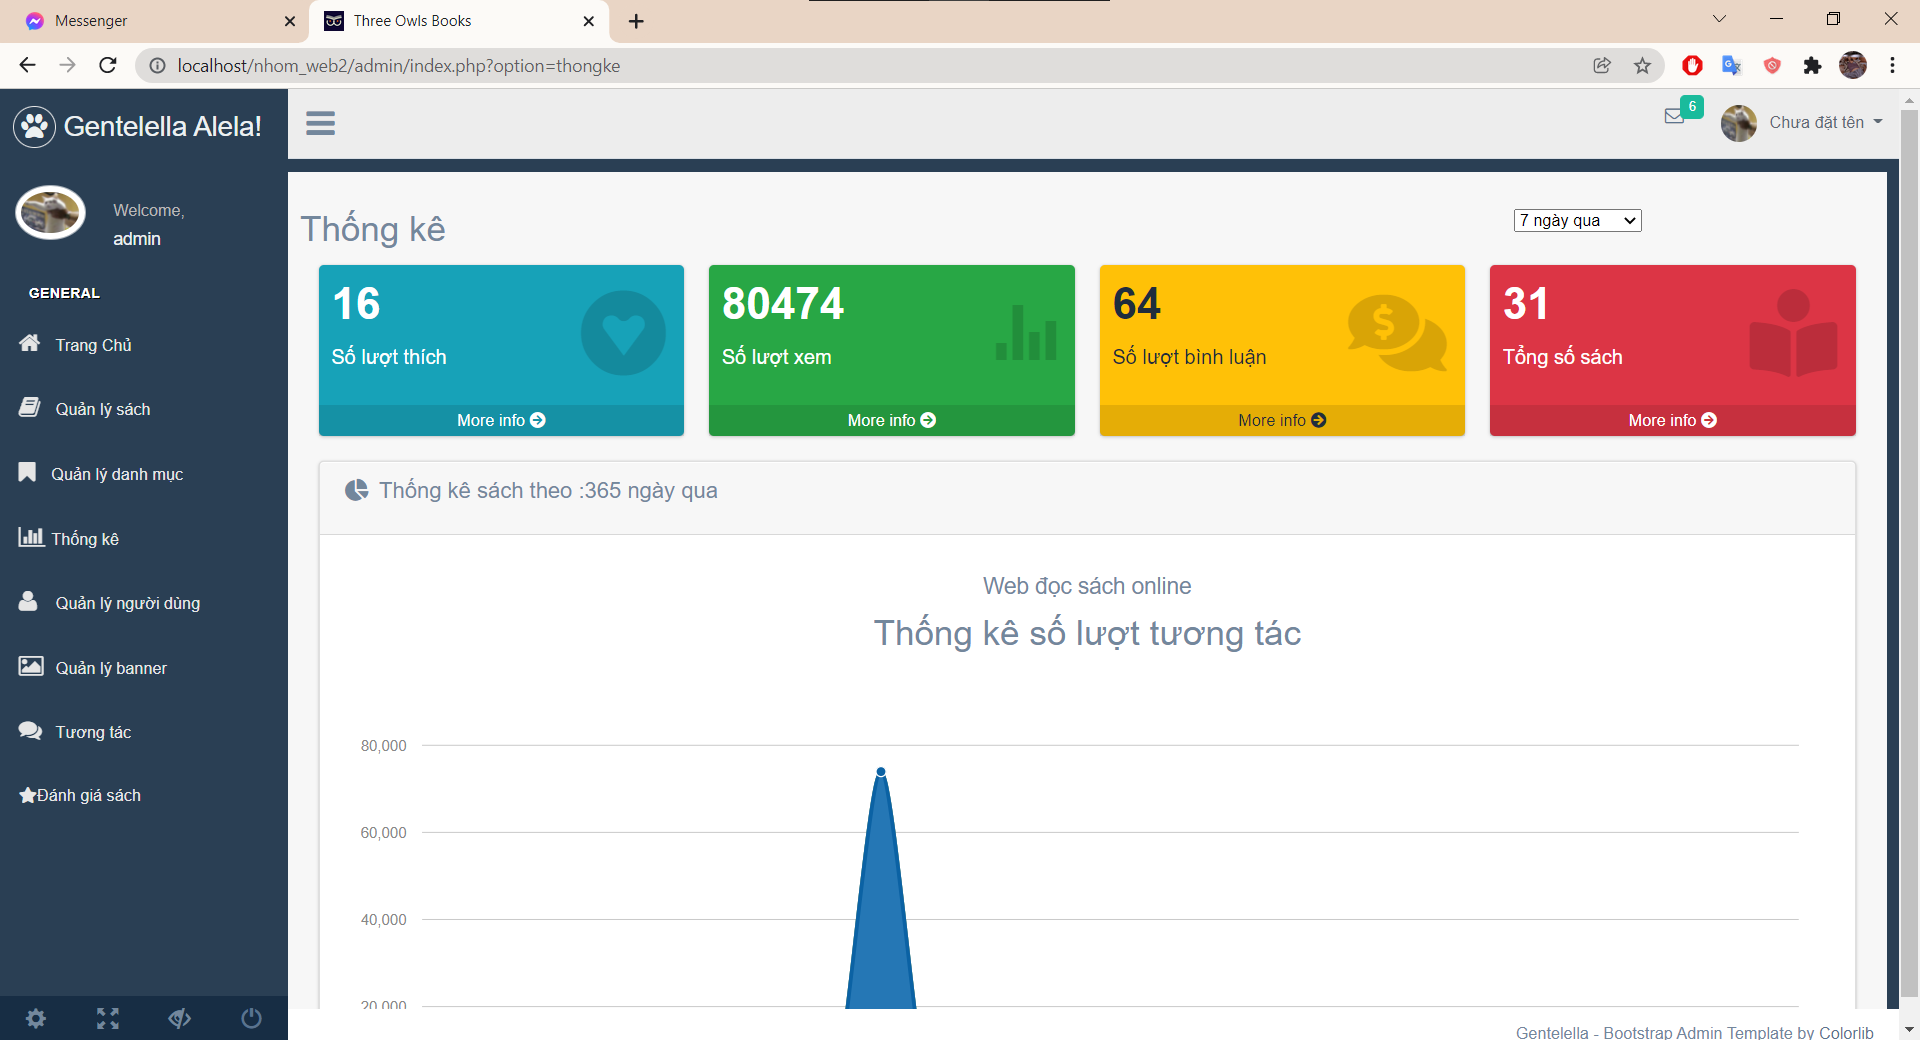 Messenger
Three Owls Books
localhost/nhom_web2/admin/index.php?option=thongke
Gentelella Alela!
6
Chưa đặt tên
Welcome,
admin
GENERAL
Trang Chủ
Quản lý sách
Quản lý danh mục
Thống kê
Quản lý người dùng
Quản lý banner
Tương tác
Đánh giá sách
Thống kê
7 ngày qua
16
Số lượt thích
More info
80474
Số lượt xem
More info
64
Số lượt bình luận
More info
31
Tổng số sách
More info
Thống kê sách theo :365 ngày qua
Web đọc sách online
Thống kê số lượt tương tác
80,000
60,000
40,000
20,000
Gentelella - Bootstrap Admin Template by Colorlib